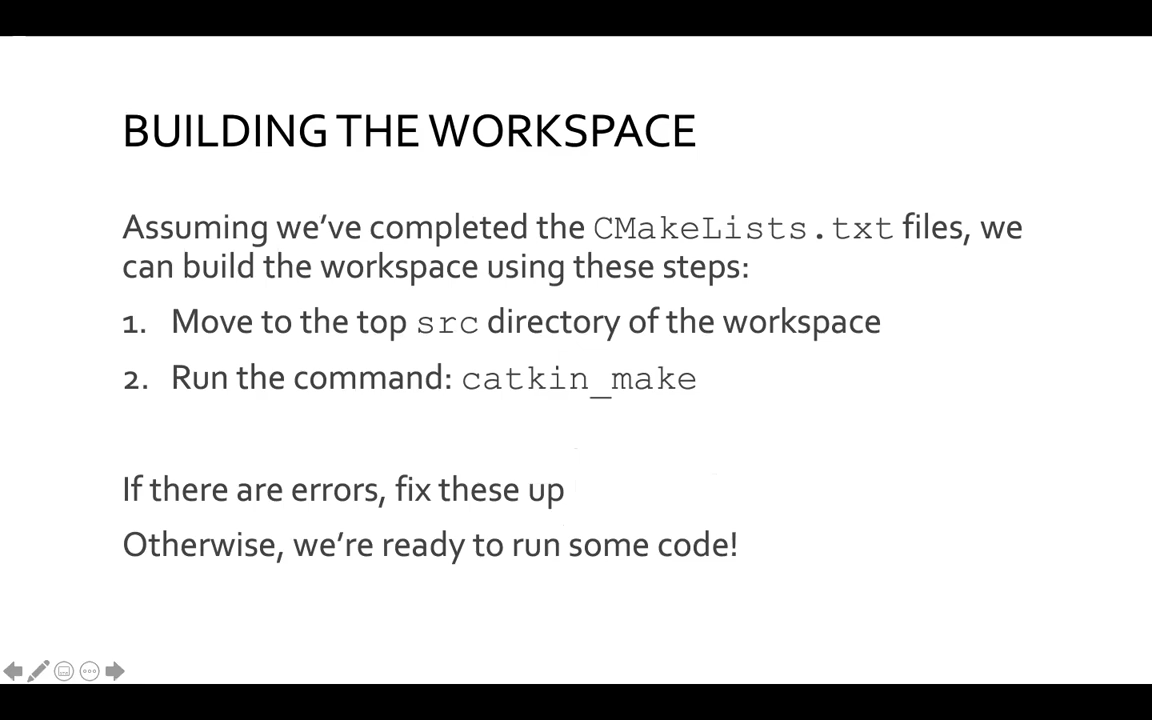 BUILDING THE WORKSPACE
Assuming we’ve completed the CMakeLists.txt files, we
can build the workspace using these steps:
1. Move to the top src directory of the workspace
2. Run the command: catkin_make
If there are errors, fix these up
Otherwise, we’re ready to run some code!